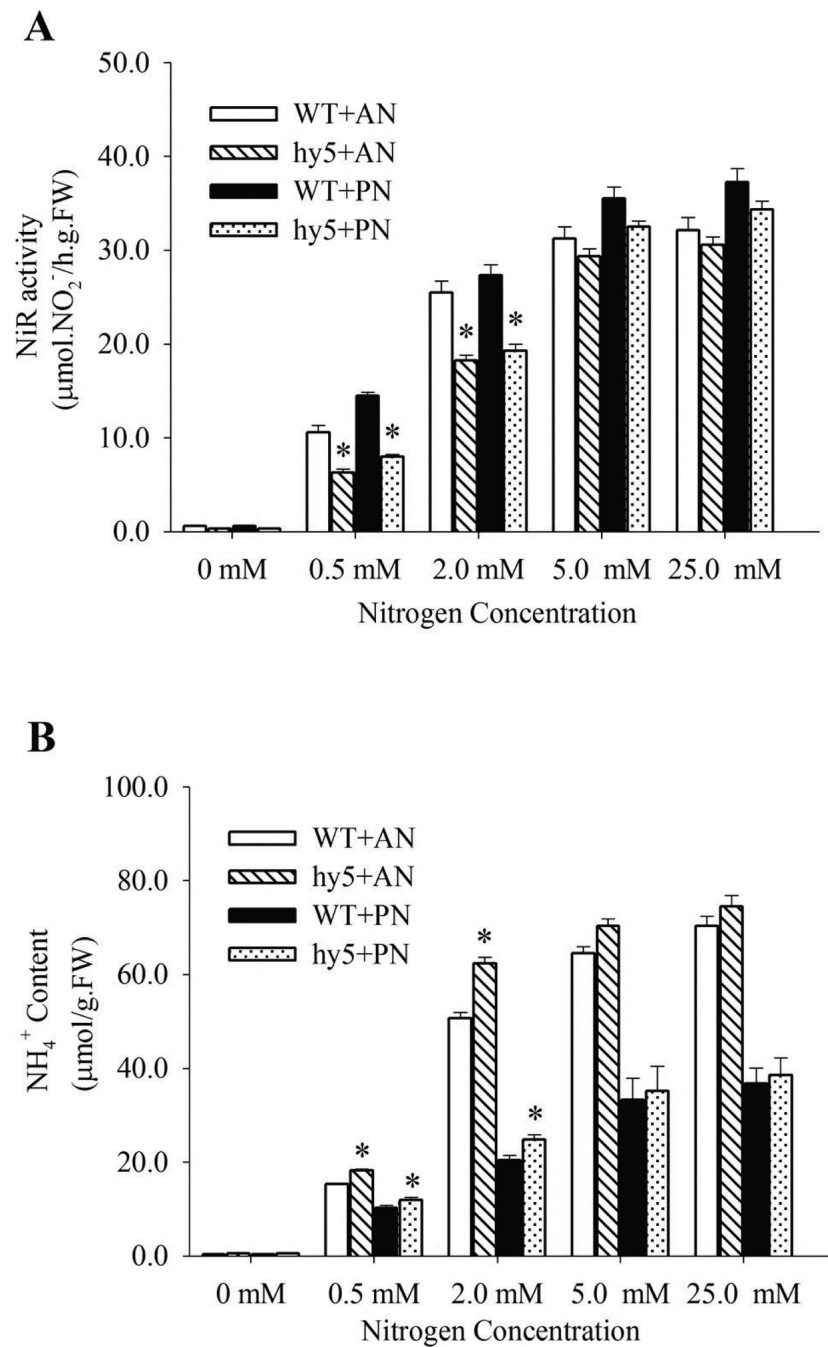 A
50.0
40.0
30.0
20.0
10.0
0.0
NiR activity
(μmol.NO₂⁻/h.g.FW)
WT+AN
hy5+AN
WT+PN
hy5+PN
* * * *
0 mM 0.5 mM 2.0 mM 5.0 mM 25.0 mM
Nitrogen Concentration
B
100.0
80.0
60.0
40.0
20.0
0.0
NH₄⁺ Content
(μmol/g.FW)
WT+AN
hy5+AN
WT+PN
hy5+PN
* * * *
0 mM 0.5 mM 2.0 mM 5.0 mM 25.0 mM
Nitrogen Concentration